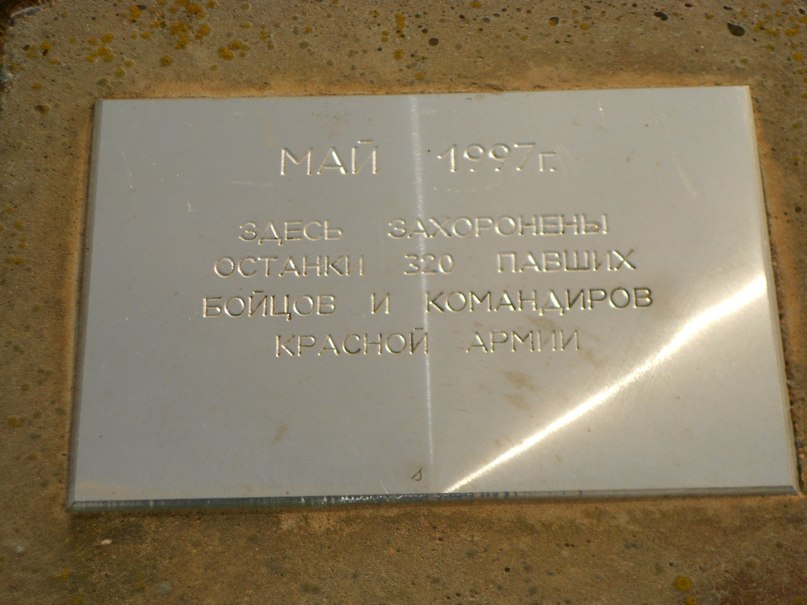 МАЙ 1997г.
ЗДЕСЬ ЗАХОРОНЕНЫ
ОСТАНКИ 320 ПАВШИХ
БОЙЦОВ И КОМАНДИРОВ
КРАСНОЙ АРМИИ